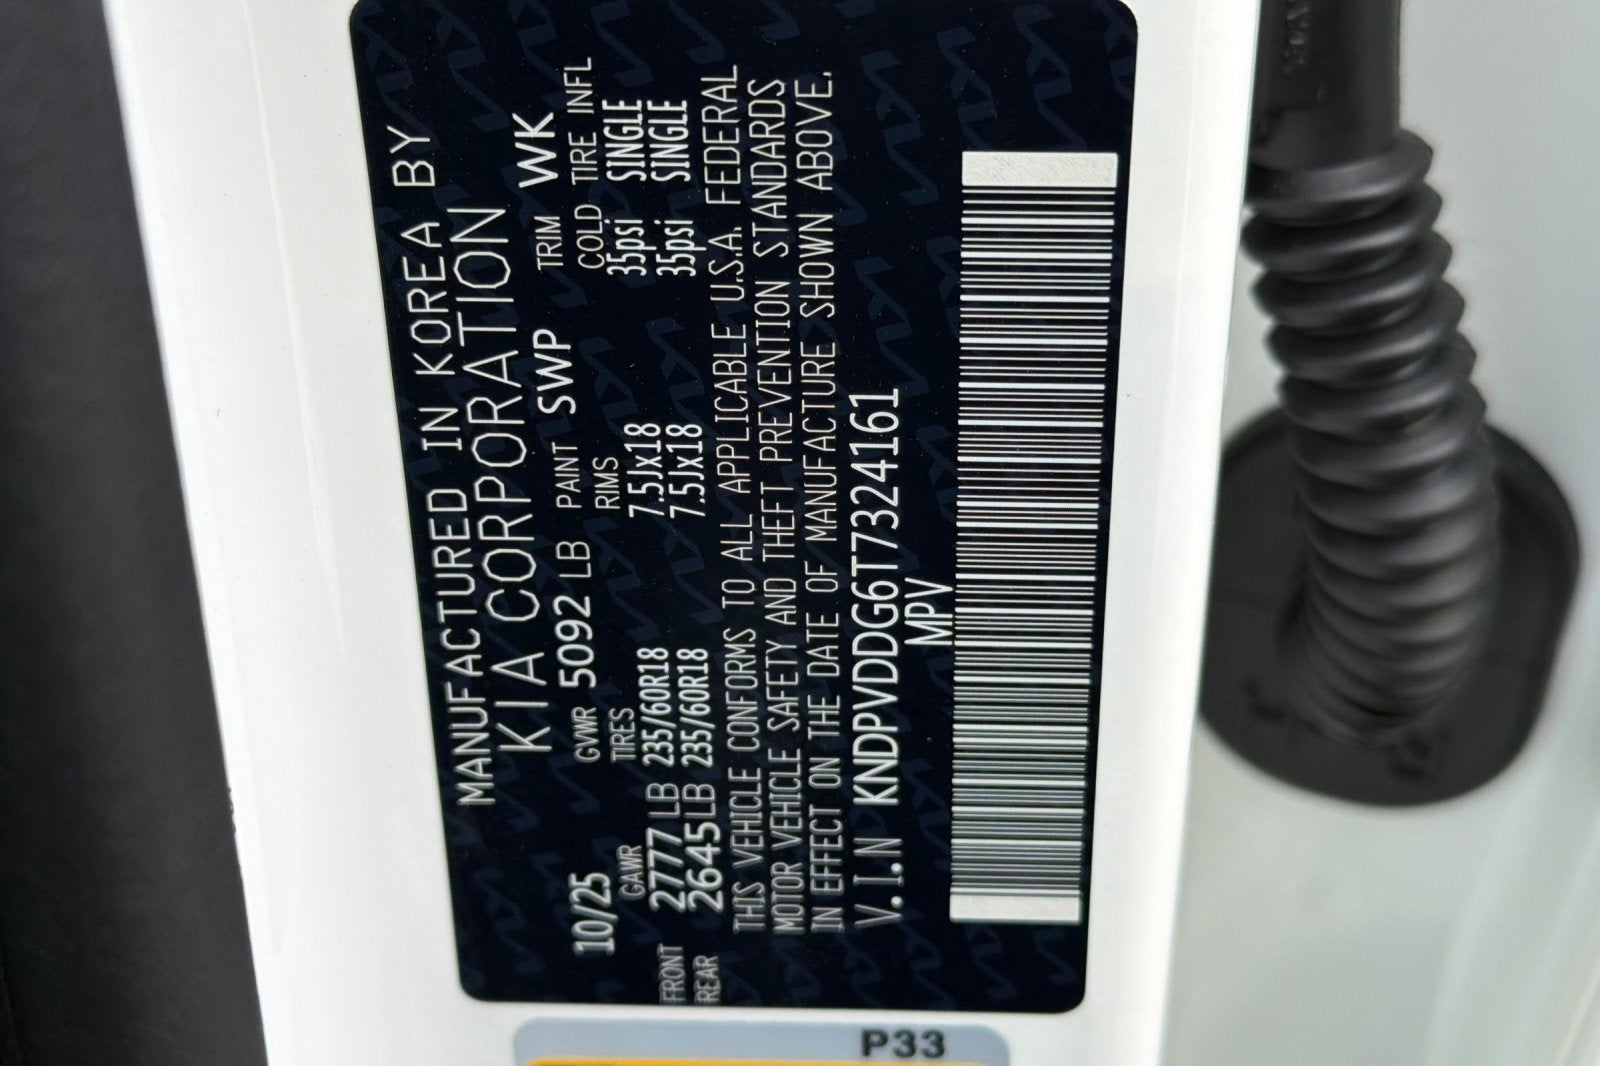 MANUFACTURED IN KOREA BY
KIA CORPORATION
10/25 GVWR 5092 LB PAINT SWP TRIM WK
GAWR TIRES RIMS COLD TIRE INFL
FRONT 2777 LB 235/60R18 7.5Jx18 35psi SINGLE
REAR 2645 LB 235/60R18 7.5Jx18 35psi SINGLE
THIS VEHICLE CONFORMS TO ALL APPLICABLE U.S.A. FEDERAL
MOTOR VEHICLE SAFETY AND THEFT PREVENTION STANDARDS
IN EFFECT ON THE DATE OF MANUFACTURE SHOWN ABOVE.
V.I.N KNDPVDDG6T7324161
MPV
P33